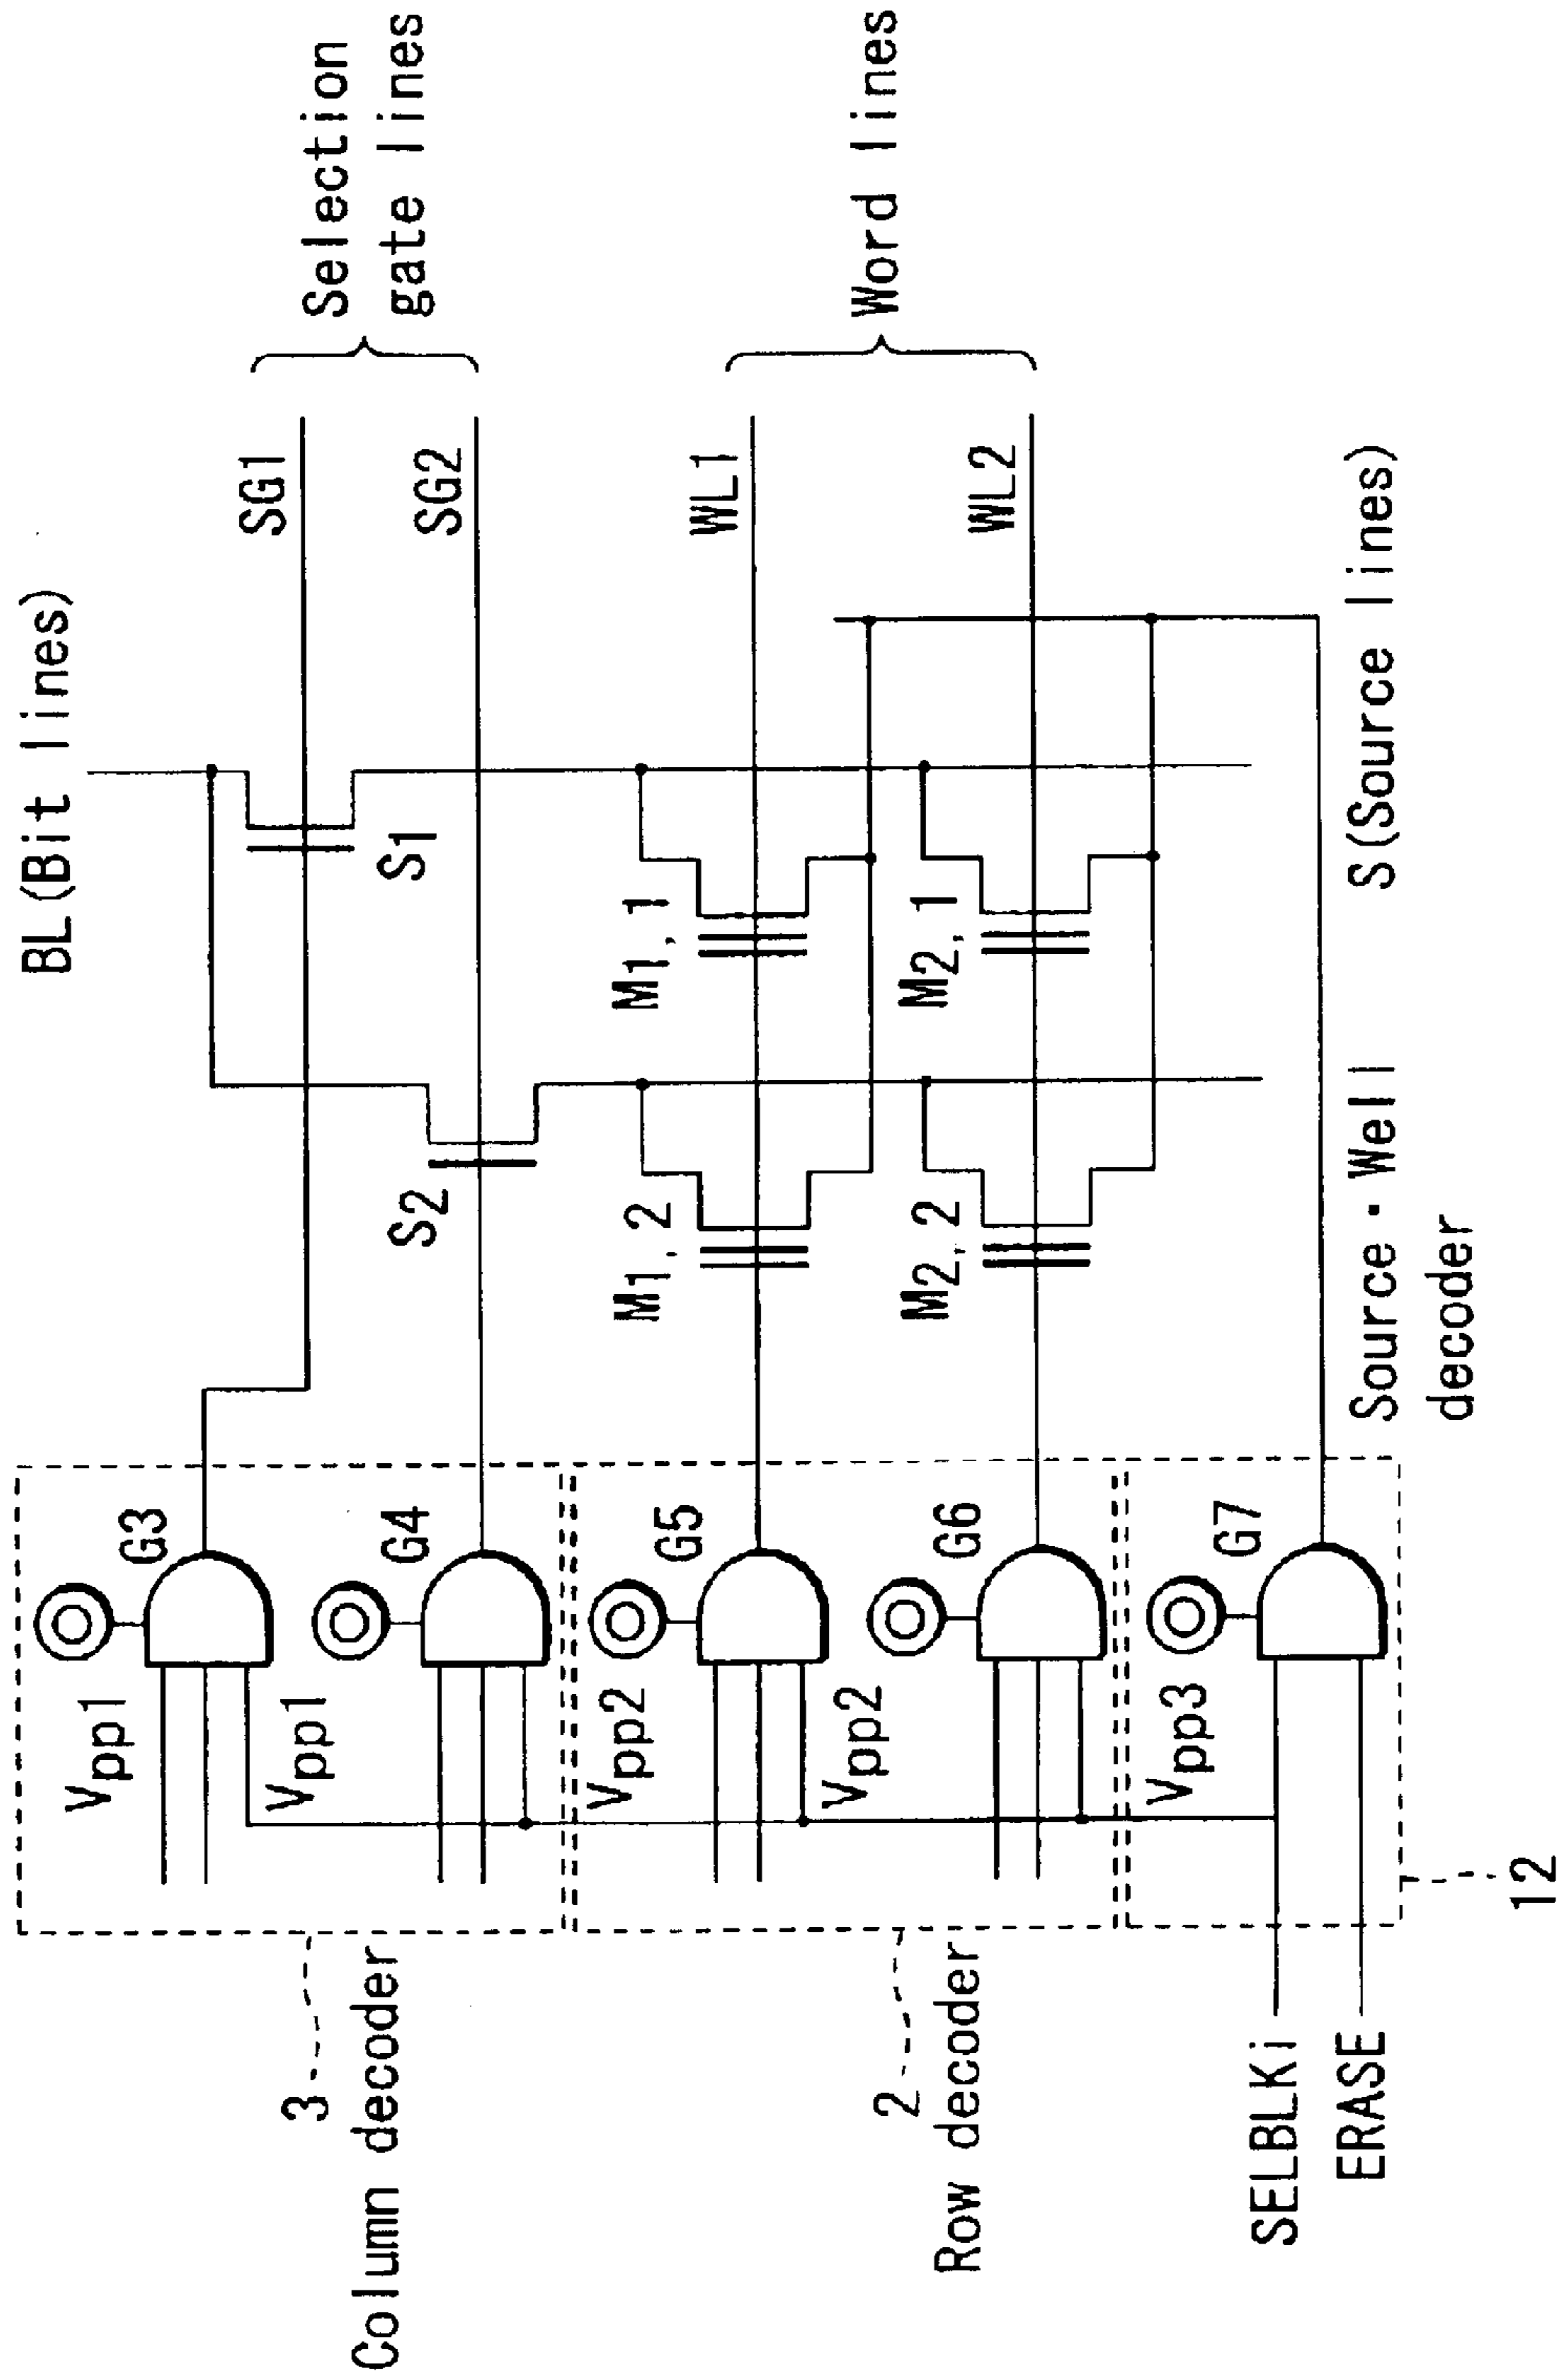 BL(Bit lines)
SG1
SG2
Selection
gate lines
S1
S2
WL1
WL2
Word lines
M1, 1
M1, 2
M2, 1
M2, 2
S(Source lines)
Source·Well
decoder
G3
G4
G5
G6
G7
Vpp1
Vpp1
Vpp2
Vpp2
Vpp3
3
Column decoder
2
Row decoder
SELBLKi
ERASE
12